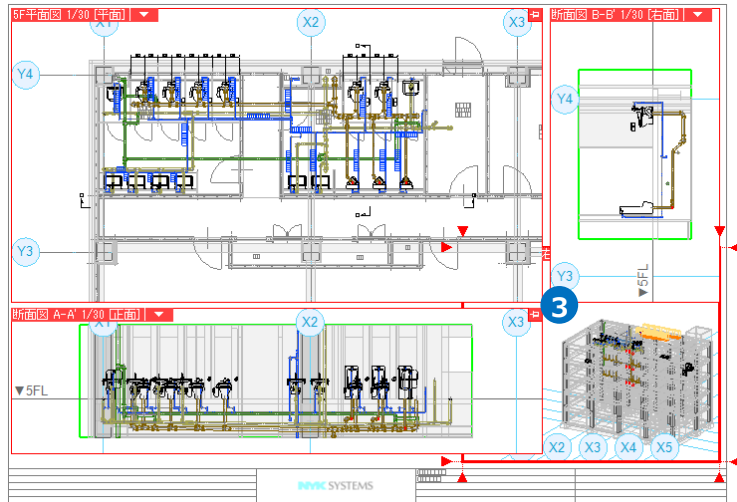 5F平面図 1/30 [平面]
断面図 B-B' 1/30 [右面]
X1
X2
X3
Y4
Y4
Y3
Y3
▼5FL
3
断面図 A-A' 1/30 [正面]
X1
X2
X3
▼5FL
X2
X3
X4
X5
SYSTEMS